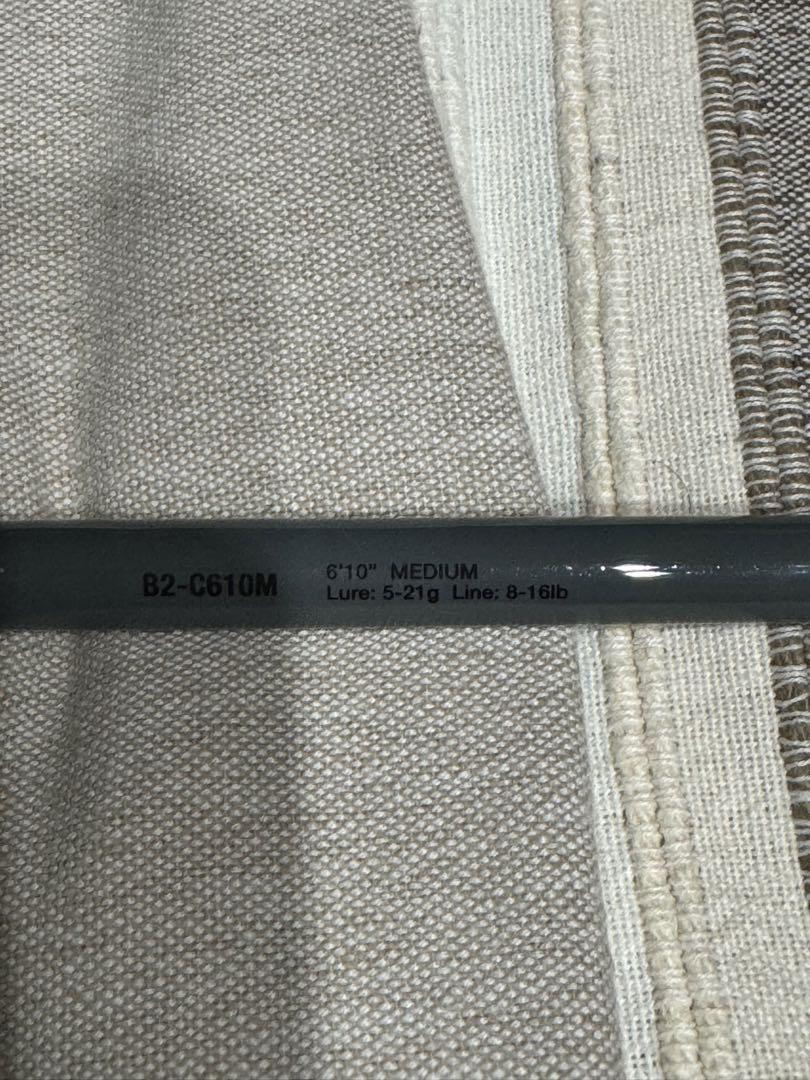 B2-C610M
6'10" MEDIUM
Lure: 5-21g Line: 8-16lb